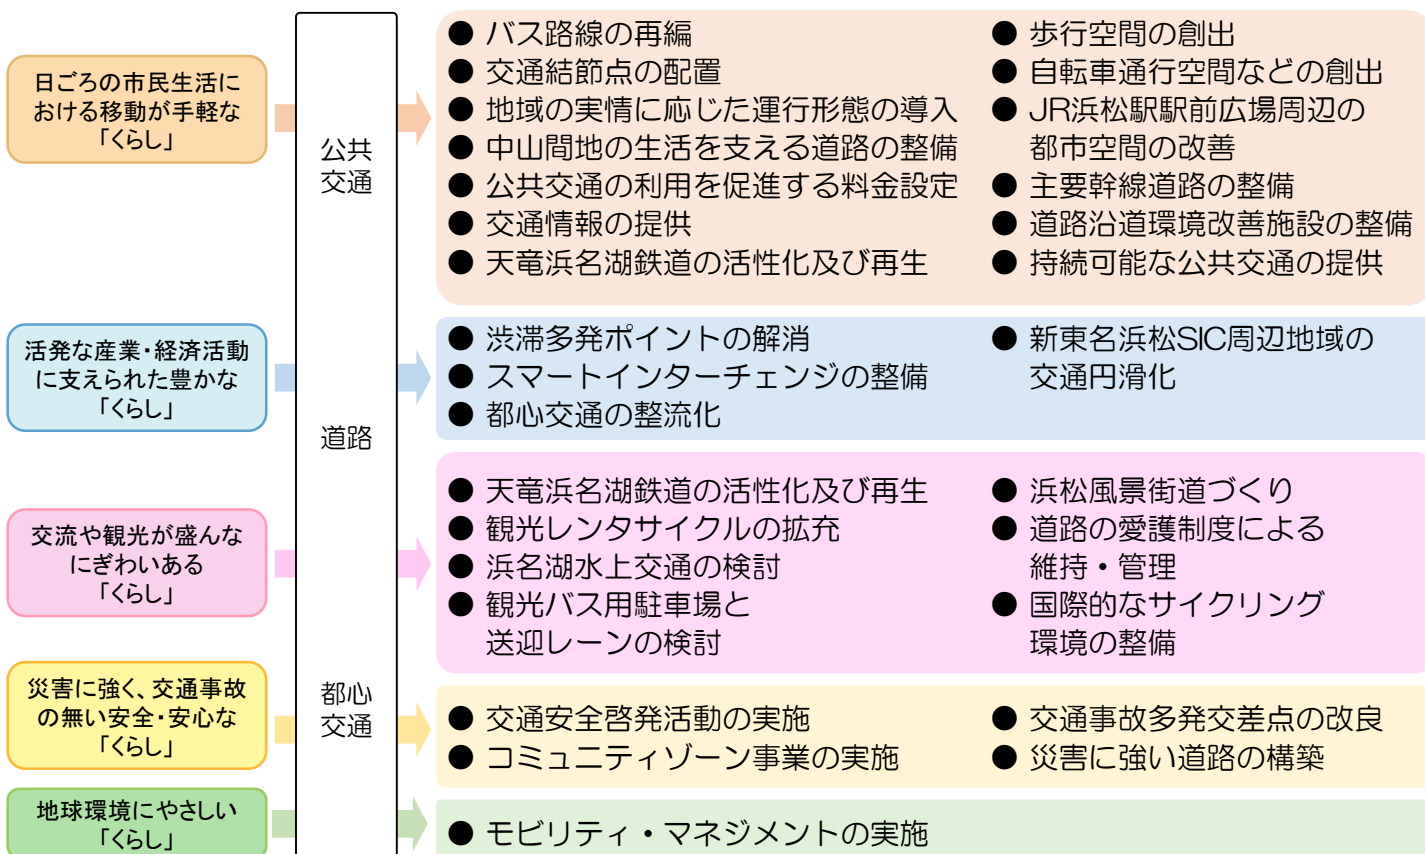 日ごろの市民生活に
おける移動が手軽な
「くらし」
活発な産業・経済活動
に支えられた豊かな
「くらし」
交流や観光が盛んな
にぎわいある
「くらし」
災害に強く、交通事故
の無い安全・安心な
「くらし」
地球環境にやさしい
「くらし」
公共
交通
道路
都心
交通
● バス路線の再編
● 交通結節点の配置
● 地域の実情に応じた運行形態の導入
● 中山間地の生活を支える道路の整備
● 公共交通の利用を促進する料金設定
● 交通情報の提供
● 天竜浜名湖鉄道の活性化及び再生
● 歩行空間の創出
● 自転車通行空間などの創出
● JR浜松駅駅前広場周辺の
都市空間の改善
● 主要幹線道路の整備
● 道路沿道環境改善施設の整備
● 持続可能な公共交通の提供
● 渋滞多発ポイントの解消
● スマートインターチェンジの整備
● 都心交通の整流化
● 新東名浜松SIC周辺地域の
交通円滑化
● 天竜浜名湖鉄道の活性化及び再生
● 観光レンタサイクルの拡充
● 浜名湖水上交通の検討
● 観光バス用駐車場と
送迎レーンの検討
● 浜松風景街道づくり
● 道路の愛護制度による
維持・管理
● 国際的なサイクリング
環境の整備
● 交通安全啓発活動の実施
● コミュニティゾーン事業の実施
● 交通事故多発交差点の改良
● 災害に強い道路の構築
● モビリティ・マネジメントの実施